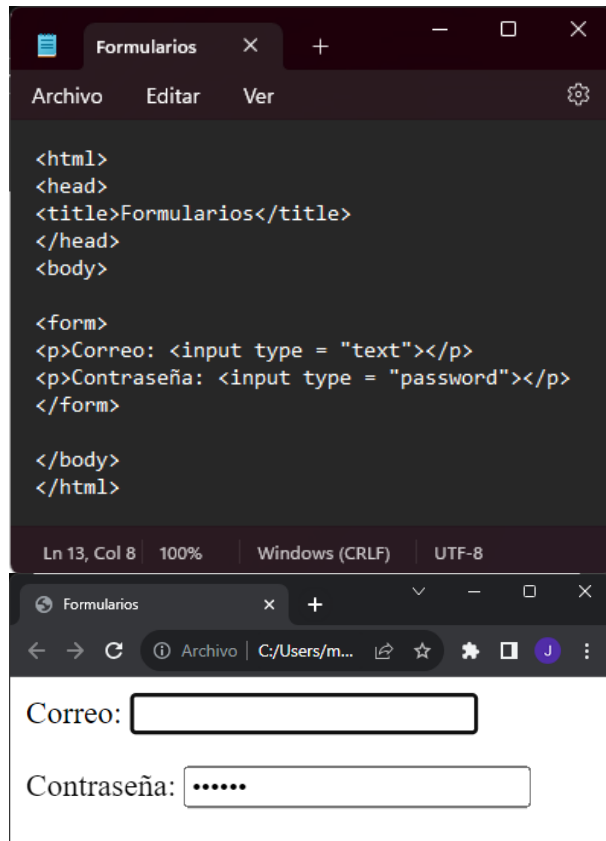 Formularios
Archivo Editar Ver
<html>
<head>
<title>Formularios</title>
</head>
<body>
<form>
<p>Correo: <input type = "text"></p>
<p>Contraseña: <input type = "password"></p>
</form>
</body>
</html>
Ln 13, Col 8 100% Windows (CRLF) UTF-8
Formularios
Archivo C:/Users/m... J
Correo:
Contraseña: ••••••